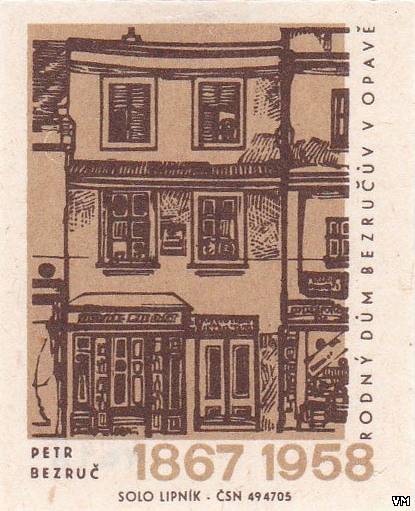 RODNÝ DŮM BEZRUČŮV V OPAVĚ
PETR
BEZRUČ
1867 1958
SOLO LIPNÍK - ČSN 494705
VM